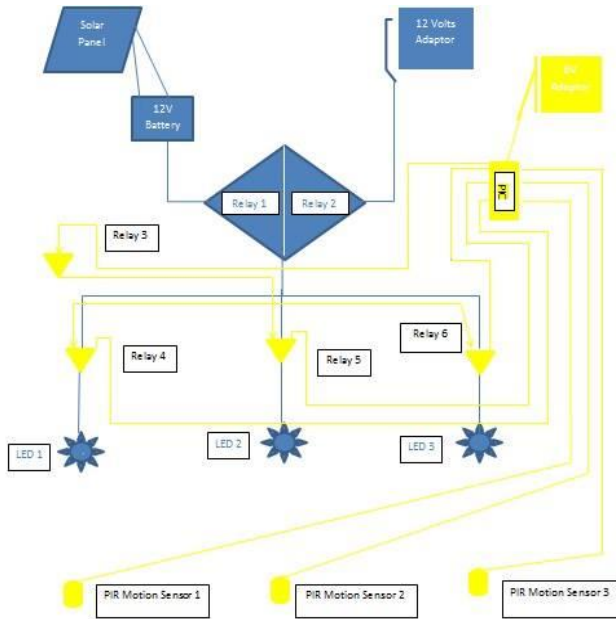 Solar
Panel
12 Volts
Adaptor
Adaptor
12V
Battery
PIC
Relay 1
Relay 2
Relay 3
Relay 4
Relay 5
Relay 6
LED 1
LED 2
LED 3
PIR Motion Sensor 1
PIR Motion Sensor 2
PIR Motion Sensor 3